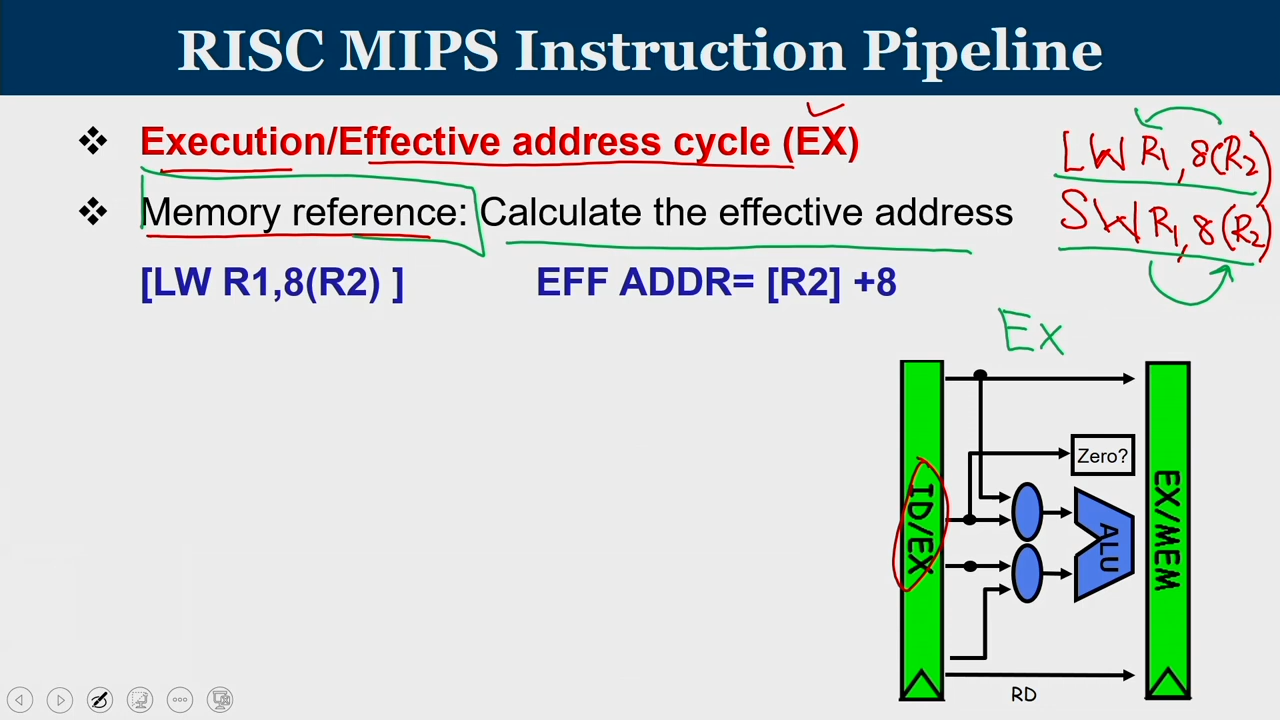 RISC MIPS Instruction Pipeline
❖ Execution/Effective address cycle (EX)
LW R1, 8(R2)
❖ Memory reference: Calculate the effective address
SW R1, 8(R2)
[LW R1,8(R2) ] EFF ADDR= [R2] +8
Ex
Zero?
ID/EX
ALU
EX/MEM
RD